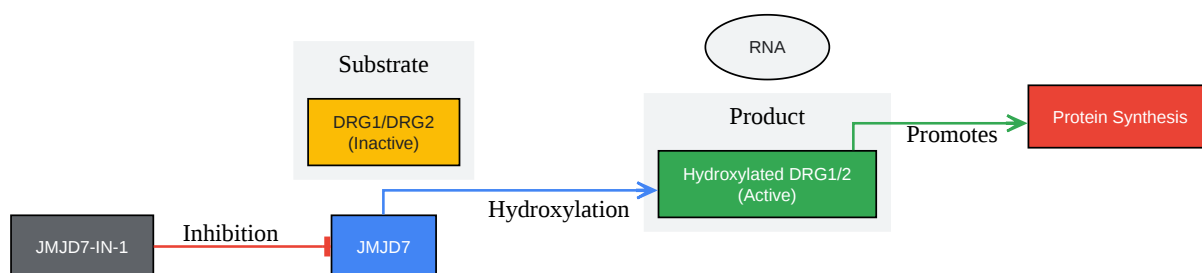 RNA
Substrate
DRG1/DRG2
(Inactive)
Product
Promotes
Protein Synthesis
Hydroxylated DRG1/2
(Active)
Hydroxylation
JMJD7-IN-1
Inhibition
JMJD7